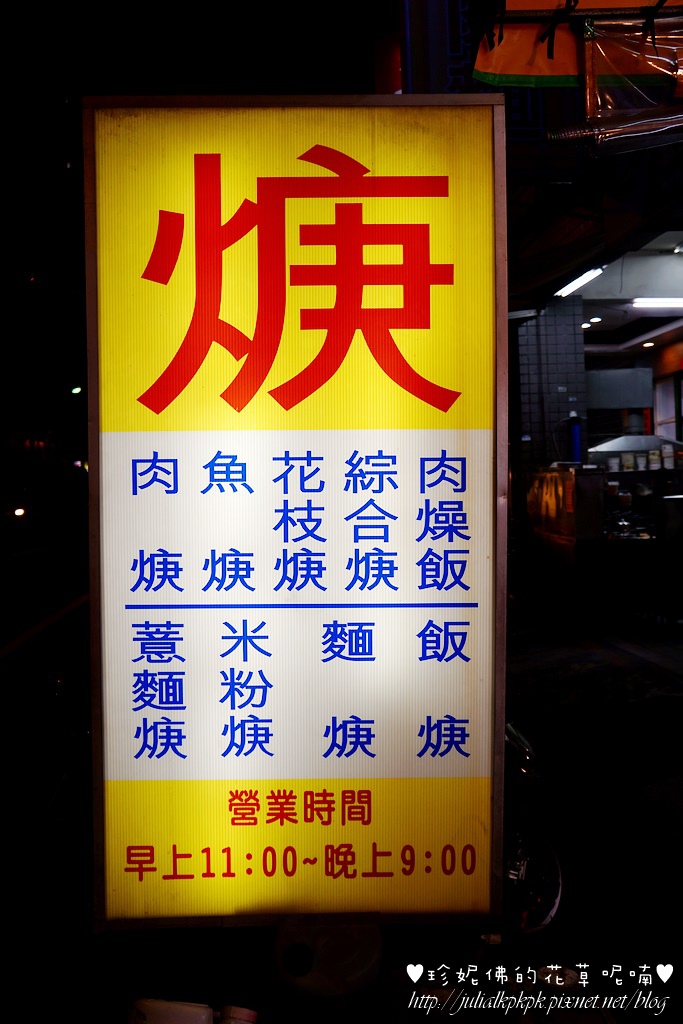 焿
肉燥飯
綜合焿
花枝焿
魚焿
肉焿
飯焿
麵焿
米粉焿
薏麵焿
營業時間
早上11:00~晚上9:00
♥珍妮佛的花草呢喃♥
http://julialkpkpk.pixnet.net/blog